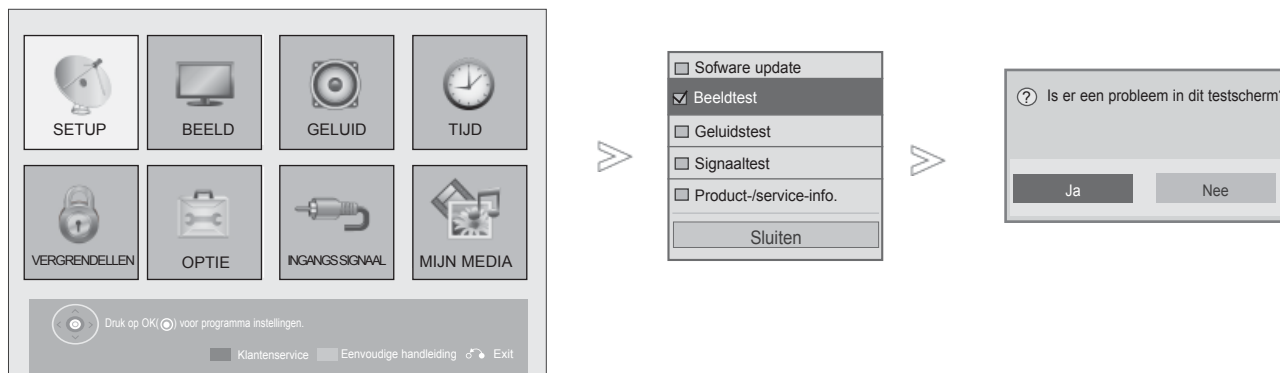 SETUP BEELD GELUID TIJD
VERGRENDELLEN OPTIE INGANGSSIGNAAL MIJN MEDIA
Druk op OK( ) voor programma instellingen.
Klantenservice Eenvoudige handleiding Exit
Sofware update
Beeldtest
Geluidstest
Signaaltest
Product-/service-info.
Sluiten
? Is er een probleem in dit testscherm?
Ja Nee